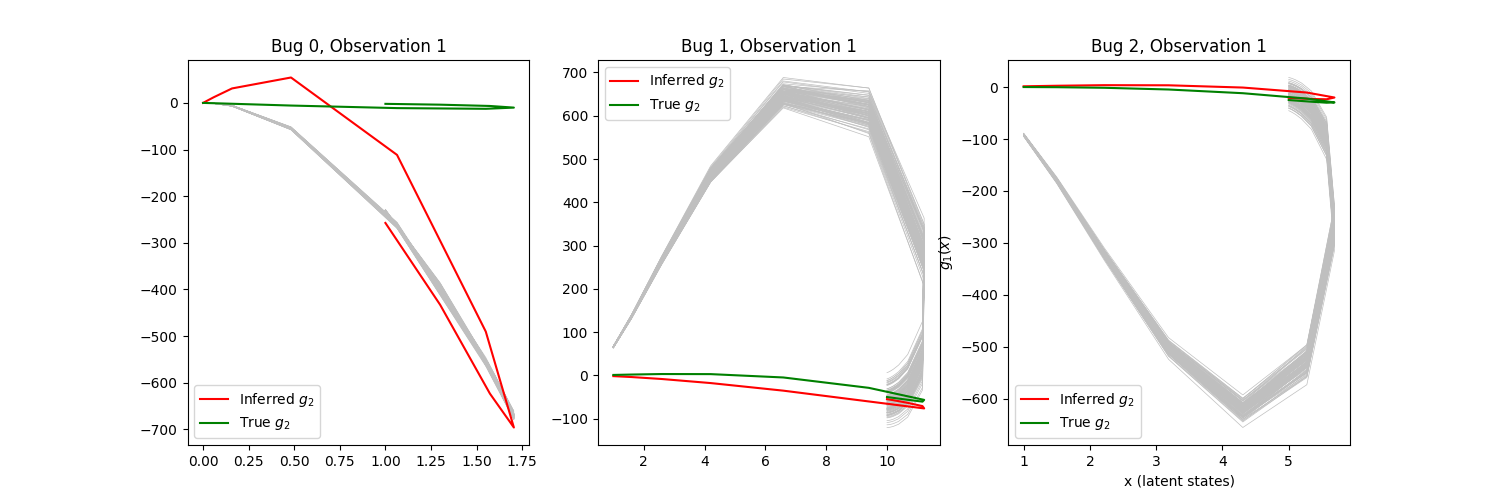 Bug 0, Observation 1
0
−100
−200
−300
−400
−500
−600
−700
0.00 0.25 0.50 0.75 1.00 1.25 1.50 1.75
Inferred g₂
True g₂
Bug 1, Observation 1
700
600
500
400
300
200
100
0
−100
2 4 6 8 10
Inferred g₂
True g₂
Bug 2, Observation 1
g₁(x)
0
−100
−200
−300
−400
−500
−600
1 2 3 4 5
x (latent states)
Inferred g₂
True g₂